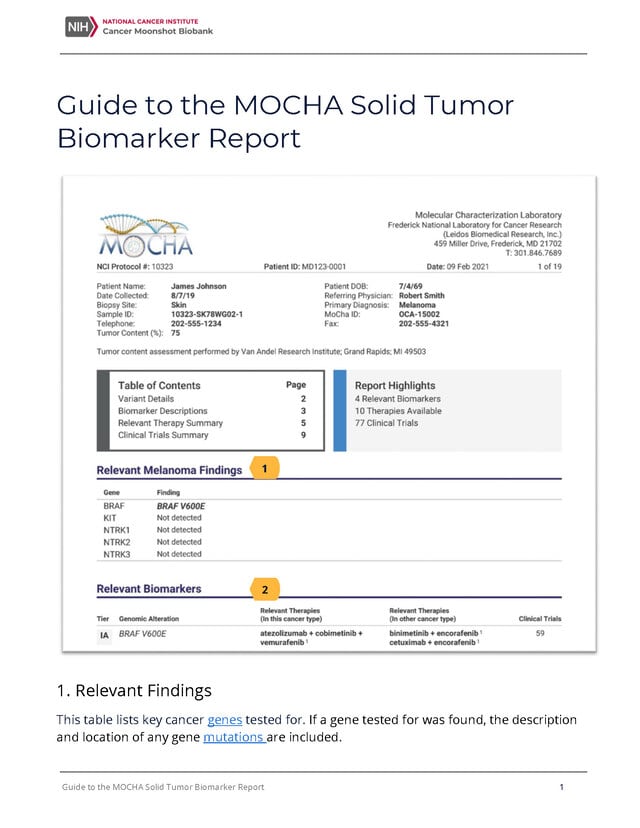 NIH NATIONAL CANCER INSTITUTE
Cancer Moonshot Biobank
Guide to the MOCHA Solid Tumor
Biomarker Report
MOCHA
Molecular Characterization Laboratory
Frederick National Laboratory for Cancer Research
(Leidos Biomedical Research, Inc.)
459 Miller Drive, Frederick, MD 21702
T: 301.846.7689
NCI Protocol #: 10323 Patient ID: MD123-0001 Date: 09 Feb 2021 1 of 19
Patient Name: James Johnson Patient DOB: 7/4/69
Date Collected: 8/7/19 Referring Physician: Robert Smith
Biopsy Site: Skin Primary Diagnosis: Melanoma
Sample ID: 10323-SK78WG02-1 MoCha ID: OCA-15002
Telephone: 202-555-1234 Fax: 202-555-4321
Tumor Content (%): 75
Tumor content assessment performed by Van Andel Research Institute; Grand Rapids; MI 49503
Table of Contents Page
Variant Details 2
Biomarker Descriptions 3
Relevant Therapy Summary 5
Clinical Trials Summary 9
Report Highlights
4 Relevant Biomarkers
10 Therapies Available
77 Clinical Trials
Relevant Melanoma Findings 1
Gene Finding
BRAF BRAF V600E
KIT Not detected
NTRK1 Not detected
NTRK2 Not detected
NTRK3 Not detected
Relevant Biomarkers 2
Tier Genomic Alteration Relevant Therapies (In this cancer type) Relevant Therapies (In other cancer type) Clinical Trials
IA BRAF V600E atezolizumab + cobimetinib + binimetinib + encorafenib ¹ 59
vemurafenib ¹ cetuximab + encorafenib ¹
1. Relevant Findings
This table lists key cancer genes tested for. If a gene tested for was found, the description
and location of any gene mutations are included.
Guide to the MOCHA Solid Tumor Biomarker Report 1